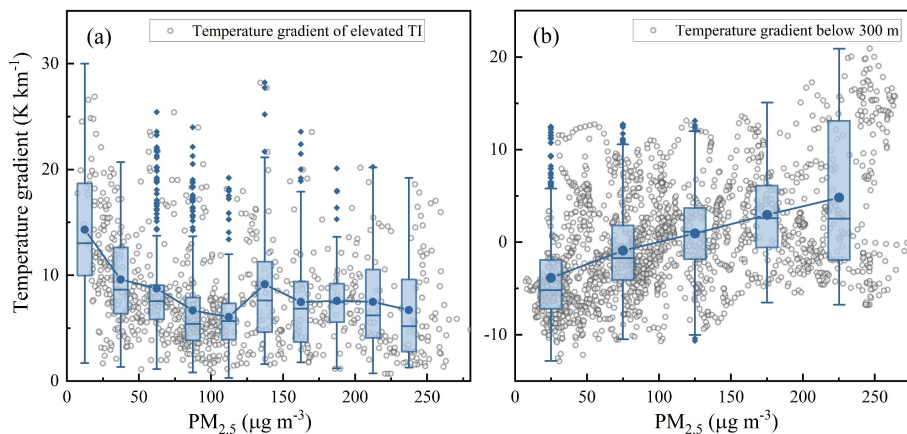 (a)
Temperature gradient of elevated TI
30
20
10
0
0 50 100 150 200 250
PM2.5 (μg m-3)
Temperature gradient (K km-1)
(b)
Temperature gradient below 300 m
20
10
0
-10
0 50 100 150 200 250
PM2.5 (μg m-3)